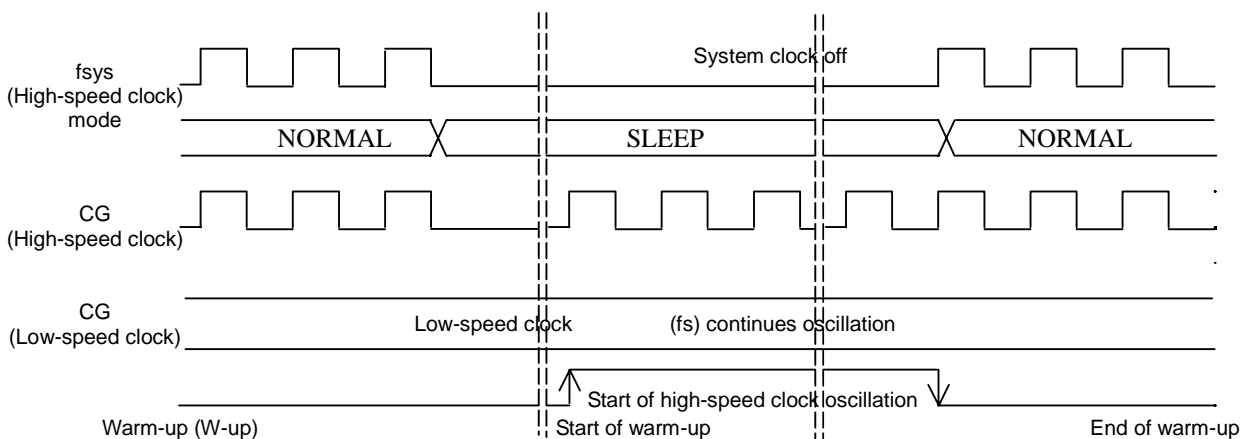 System clock off
fsys
(High-speed clock)
mode
NORMAL
SLEEP
NORMAL
CG
(High-speed clock)
CG
(Low-speed clock)
Low-speed clock
(fs) continues oscillation
Start of high-speed clock oscillation
Warm-up (W-up)
Start of warm-up
End of warm-up